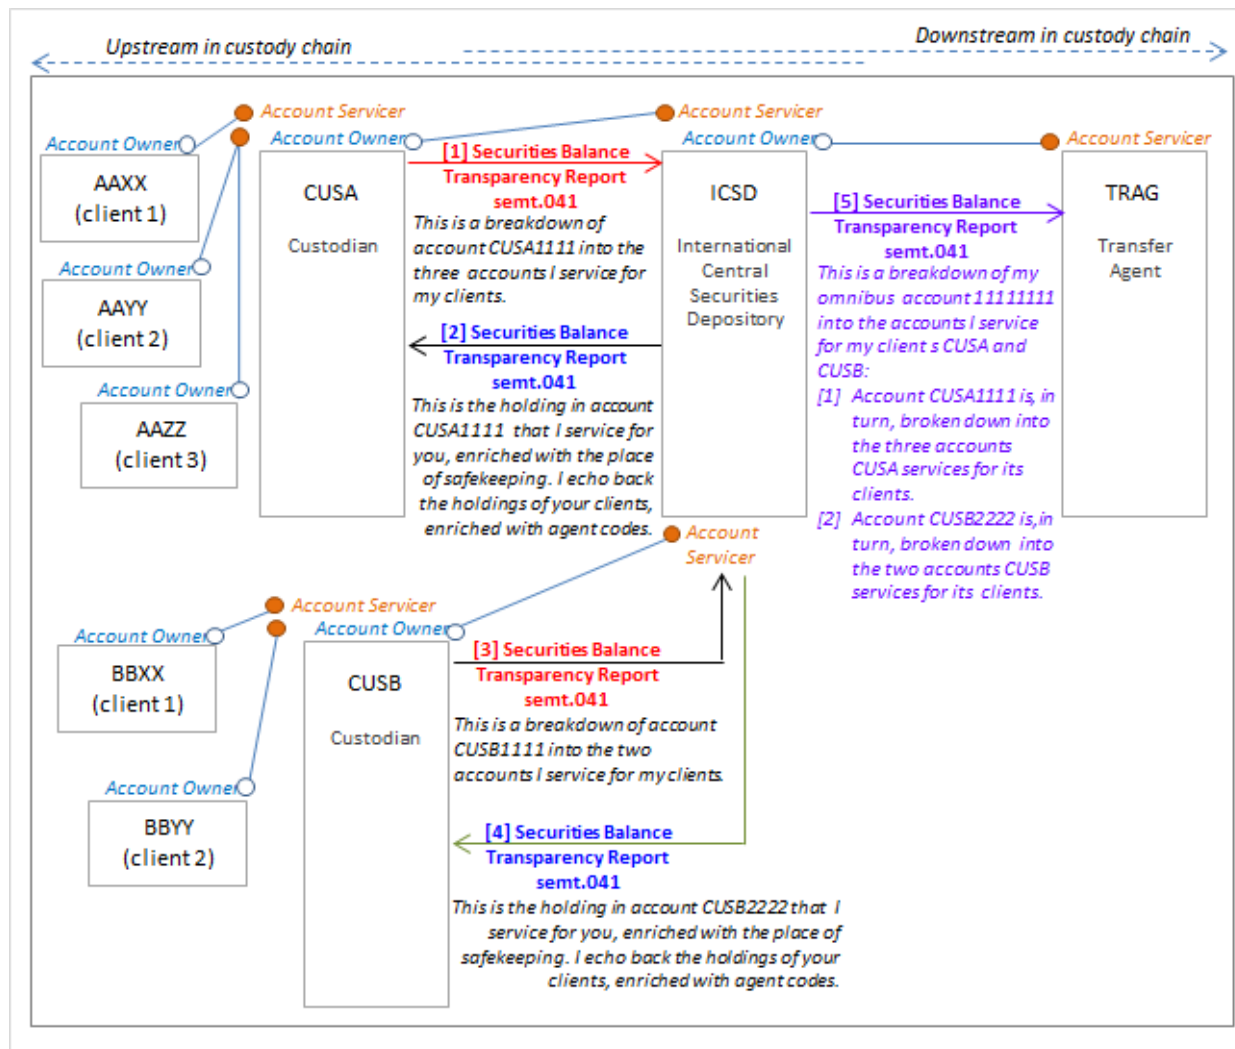 Upstream in custody chain
Downstream in custody chain
Account Servicer
Account Owner
AAXX
(client 1)
Account Owner
AAYY
(client 2)
Account Owner
AAZZ
(client 3)
Account Owner
CUSA
Custodian
[1] Securities Balance
Transparency Report
semt.041
This is a breakdown of
account CUSA1111 into the
three accounts I service for
my clients.
[2] Securities Balance
Transparency Report
semt.041
This is the holding in account
CUSA1111 that I service for
you, enriched with the place
of safekeeping. I echo back
the holdings of your clients,
enriched with agent codes.
Account Servicer
Account Owner
ICSD
International
Central
Securities
Depository
Account
Servicer
[5] Securities Balance
Transparency Report
semt.041
This is a breakdown of my
omnibus account 11111111
into the accounts I service
for my client s CUSA and
CUSB:
[1] Account CUSA1111 is, in
turn, broken down into
the three accounts
CUSA services for its
clients.
[2] Account CUSB2222 is, in
turn, broken down into
the two accounts CUSB
services for its clients.
Account Servicer
TRAG
Transfer
Agent
Account Servicer
Account Owner
BBXX
(client 1)
Account Owner
BBYY
(client 2)
Account Owner
CUSB
Custodian
[3] Securities Balance
Transparency Report
semt.041
This is a breakdown of account
CUSB1111 into the two
accounts I service for my clients.
[4] Securities Balance
Transparency Report
semt.041
This is the holding in account CUSB2222 that I
service for you, enriched with the place of
safekeeping. I echo back the holdings of your
clients, enriched with agent codes.